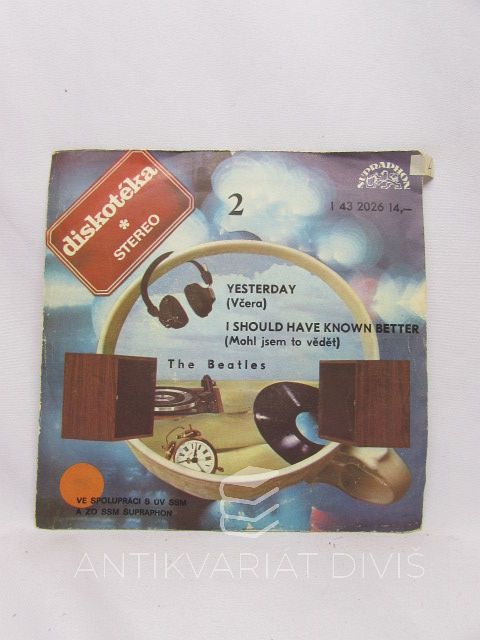 diskotéka
*
STEREO
2
SUPRAPHON
1 43 2026 14,—
YESTERDAY
(Včera)
I SHOULD HAVE KNOWN BETTER
(Mohl jsem to vědět)
The Beatles
VE SPOLUPRÁCI S ÚV SSM
A ZO SSM SUPRAPHON
ANTIKVARIÁT DIVIŠ